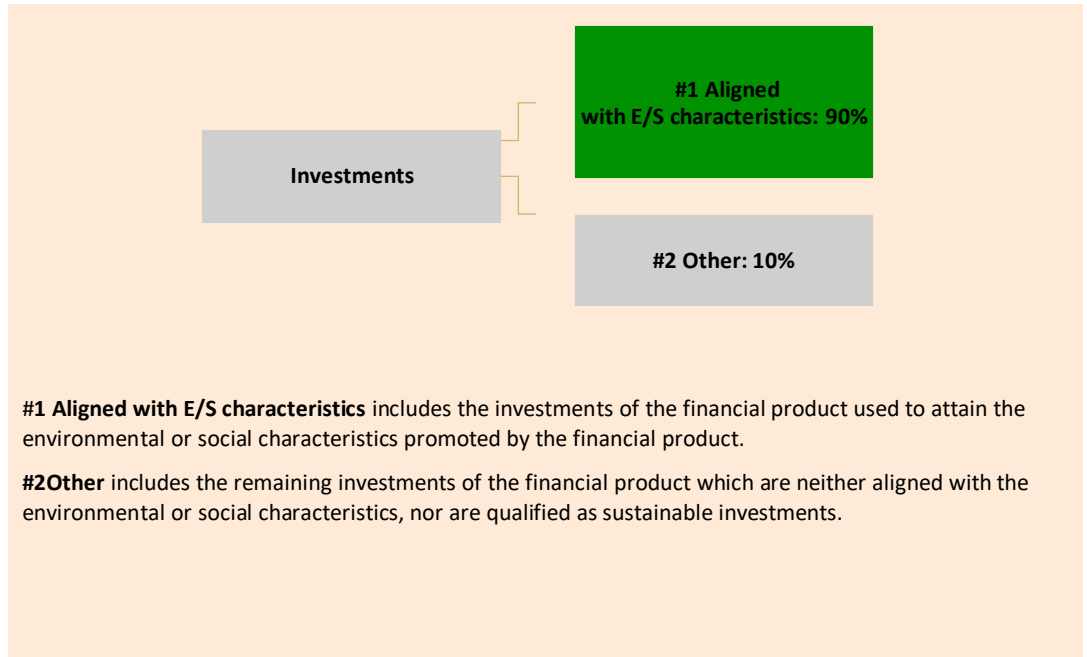 #1 Aligned
with E/S characteristics: 90%
Investments
#2 Other: 10%
#1 Aligned with E/S characteristics includes the investments of the financial product used to attain the
environmental or social characteristics promoted by the financial product.
#2Other includes the remaining investments of the financial product which are neither aligned with the
environmental or social characteristics, nor are qualified as sustainable investments.